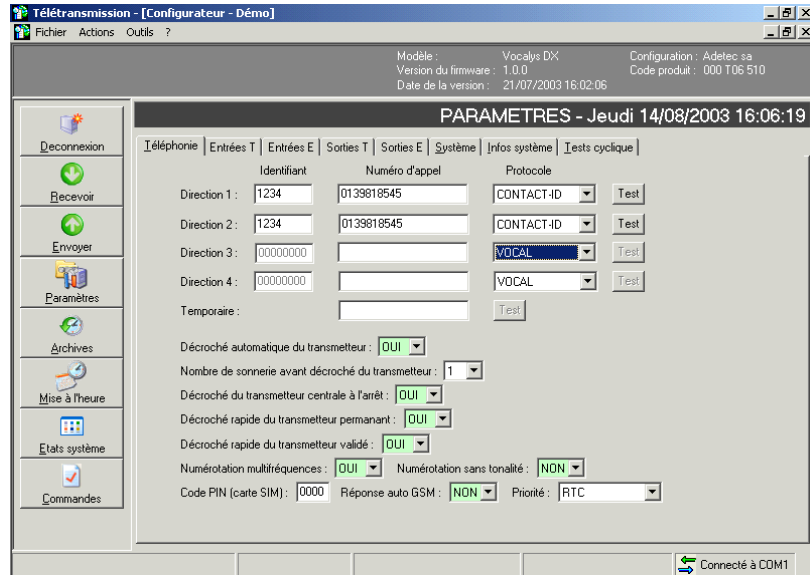 Télétransmission - [Configurateur - Démo]
Fichier Actions Outils ?
Modèle : Vocalys DX Configuration : Adetec sa
Version du firmware : 1.0.0 Code produit : 000 T06 510
Date de la version : 21/07/2003 16:02:06
PARAMETRES - Jeudi 14/08/2003 16:06:19
Deconnexion
Recevoir
Envoyer
Paramètres
Archives
Mise à l'heure
Etats système
Commandes
Téléphonie Entrées T Entrées E Sorties T Sorties E Système Infos système Tests cyclique
Identifiant Numéro d'appel Protocole
Direction 1 : 1234 0139818545 CONTACT-ID Test
Direction 2 : 1234 0139818545 CONTACT-ID Test
Direction 3 : 00000000 VOCAL Test
Direction 4 : 00000000 VOCAL Test
Temporaire : Test
Décroché automatique du transmetteur : OUI
Nombre de sonnerie avant décroché du transmetteur : 1
Décroché du transmetteur centrale à l'arrêt : OUI
Décroché rapide du transmetteur permanant : OUI
Décroché rapide du transmetteur validé : OUI
Numérotation multifréquences : OUI Numérotation sans tonalité : NON
Code PIN (carte SIM) : 0000 Réponse auto GSM : NON Priorité : RTC
Connecté à COM1